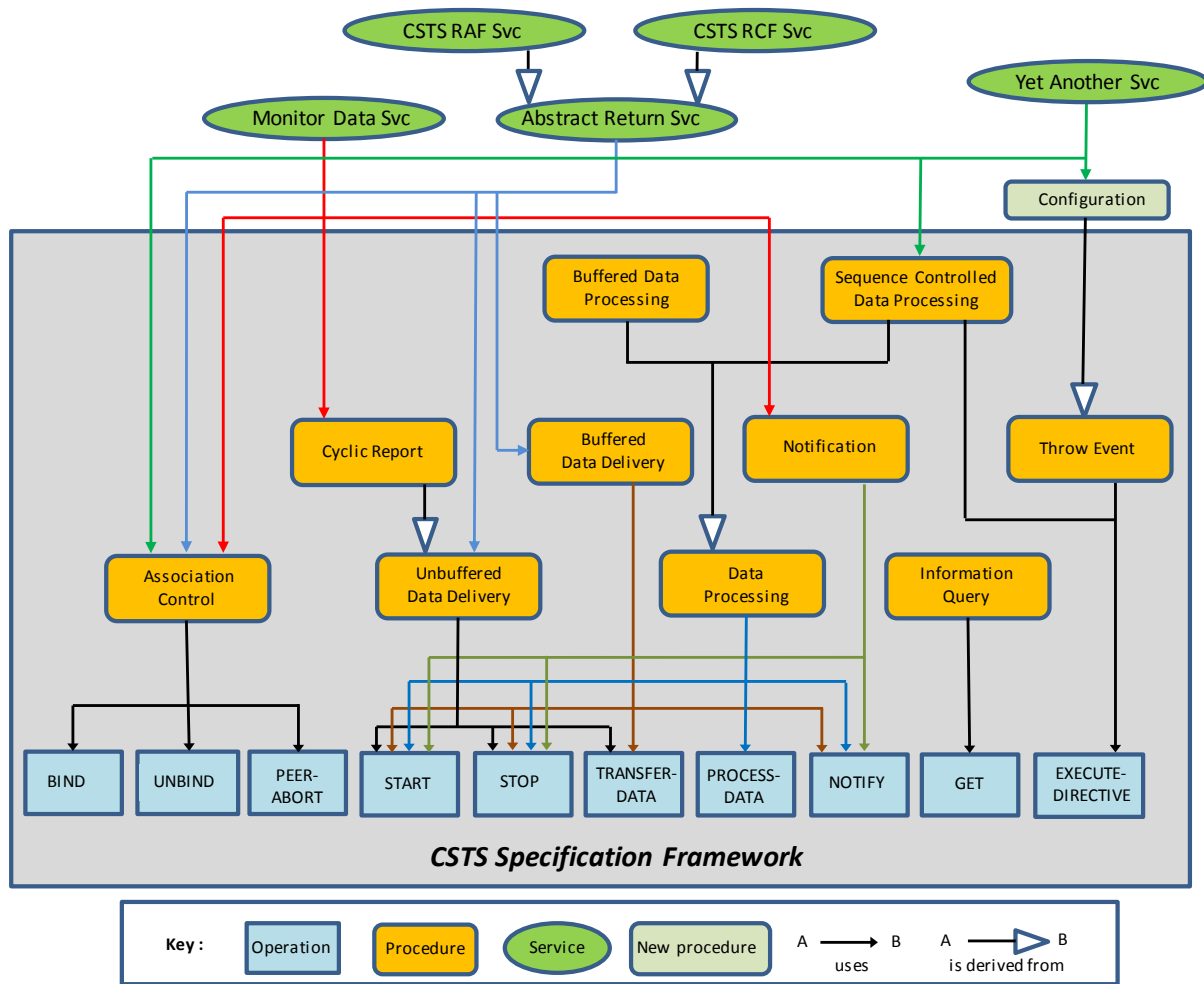 CSTS RAF Svc
CSTS RCF Svc
Yet Another Svc
Monitor Data Svc
Abstract Return Svc
Configuration
Buffered Data
Processing
Sequence Controlled
Data Processing
Cyclic Report
Buffered
Data Delivery
Notification
Throw Event
Association
Control
Unbuffered
Data Delivery
Data
Processing
Information
Query
BIND
UNBIND
PEER-
ABORT
START
STOP
TRANSFER-
DATA
PROCESS-
DATA
NOTIFY
GET
EXECUTE-
DIRECTIVE
CSTS Specification Framework
Key :
Operation
Procedure
Service
New procedure
A
B
uses
A
B
is derived from